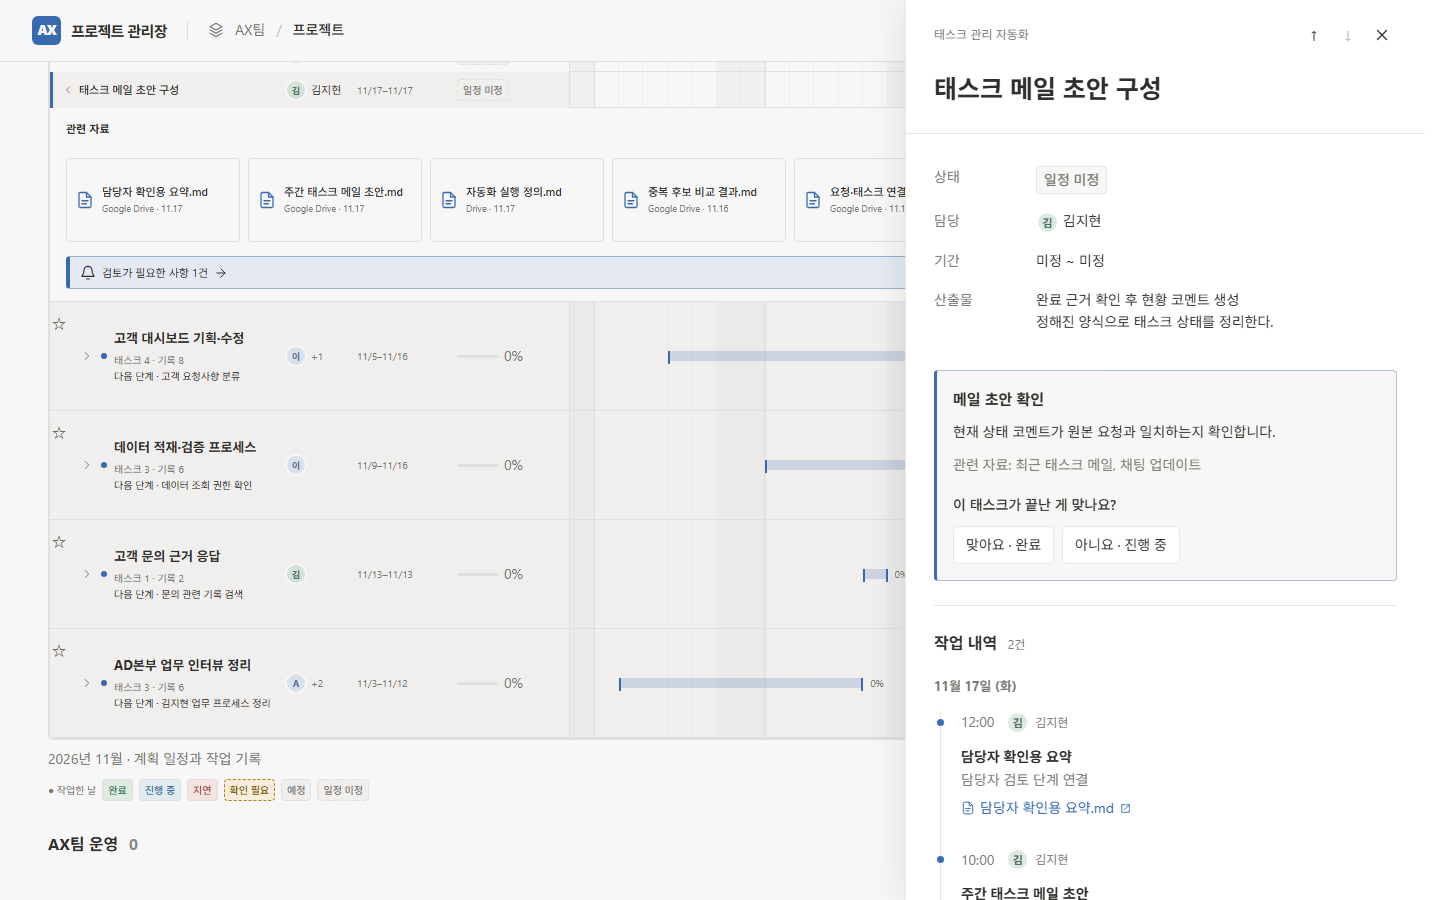 AX 프로젝트 관리장
AX팀 / 프로젝트
태스크 메일 초안 구성
김 김지현
11/17–11/17
일정 미정
관련 자료
담당자 확인용 요약.md
Google Drive · 11.17
주간 태스크 메일 초안.md
Google Drive · 11.17
자동화 실행 정의.md
Drive · 11.17
중복 후보 비교 결과.md
Google Drive · 11.16
요청·태스크 연결
Google Drive · 11.1
검토가 필요한 사항 1건 →
고객 대시보드 기획·수정
태스크 4 · 기록 8
다음 단계 · 고객 요청사항 분류
이 +1
11/5–11/16
0%
데이터 적재·검증 프로세스
태스크 3 · 기록 6
다음 단계 · 데이터 조회 권한 확인
이
11/9–11/16
0%
고객 문의 근거 응답
태스크 1 · 기록 2
다음 단계 · 문의 관련 기록 검색
김
11/13–11/13
0%
0%
AD본부 업무 인터뷰 정리
태스크 3 · 기록 6
다음 단계 · 김지현 업무 프로세스 정리
A +2
11/3–11/12
0%
0%
2026년 11월 · 계획 일정과 작업 기록
● 작업한 날 완료 진행 중 지연 확인 필요 예정 일정 미정
AX팀 운영 0
태스크 관리 자동화
↑ ↓ ✕
태스크 메일 초안 구성
상태 일정 미정
담당 김 김지현
기간 미정 ~ 미정
산출물 완료 근거 확인 후 현황 코멘트 생성
정해진 양식으로 태스크 상태를 정리한다.
메일 초안 확인
현재 상태 코멘트가 원본 요청과 일치하는지 확인합니다.
관련 자료: 최근 태스크 메일, 채팅 업데이트
이 태스크가 끝난 게 맞나요?
맞아요 · 완료 아니요 · 진행 중
작업 내역 2건
11월 17일 (화)
12:00 김 김지현
담당자 확인용 요약
담당자 검토 단계 연결
담당자 확인용 요약.md
10:00 김 김지현
주간 태스크 메일 초안